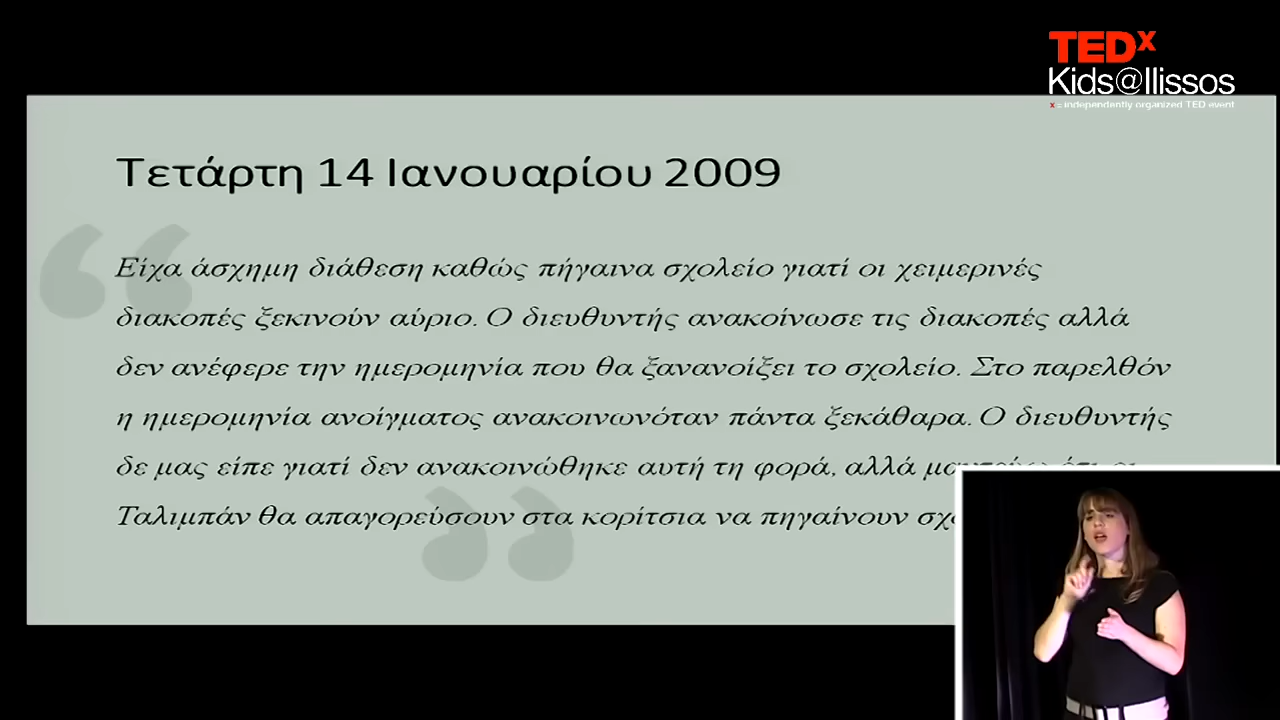 TEDx
Kids@Ilissos
x = independently organized TED event
Τετάρτη 14 Ιανουαρίου 2009
Είχα άσχημη διάθεση καθώς πήγαινα σχολείο γιατί οι χειμερινές
διακοπές ξεκινούν αύριο. Ο διευθυντής ανακοίνωσε τις διακοπές αλλά
δεν ανέφερε την ημερομηνία που θα ξανανοίξει το σχολείο. Στο παρελθόν
η ημερομηνία ανοίγματος ανακοινωνόταν πάντα ξεκάθαρα. Ο διευθυντής
δε μας είπε γιατί δεν ανακοινώθηκε αυτή τη φορά, αλλά
Ταλιμπάν θα απαγορεύσουν στα κορίτσια να πηγαίνουν